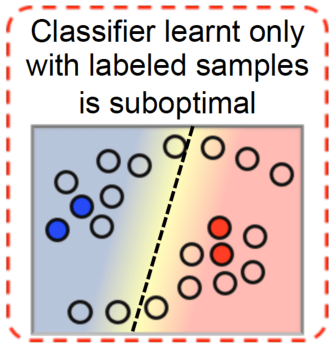 Classifier learnt only
with labeled samples
is suboptimal